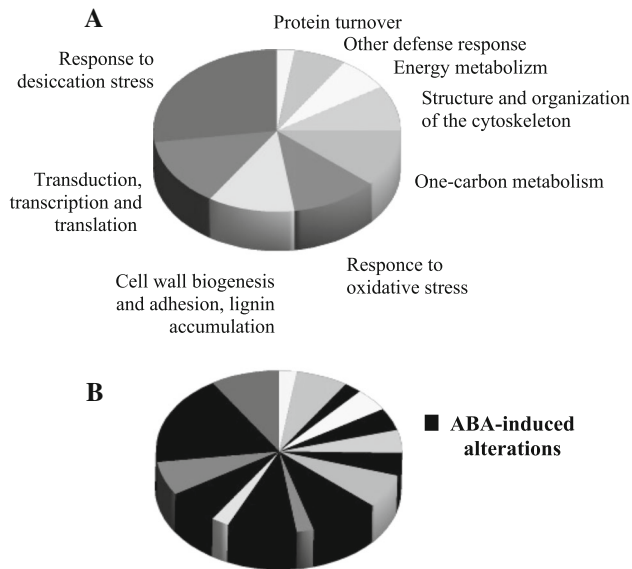 A
Protein turnover
Other defense response
Energy metabolizm
Structure and organization
of the cytoskeleton
One-carbon metabolism
Responce to
oxidative stress
Cell wall biogenesis
and adhesion, lignin
accumulation
Transduction,
transcription and
translation
Response to
desiccation stress
B
ABA-induced
alterations